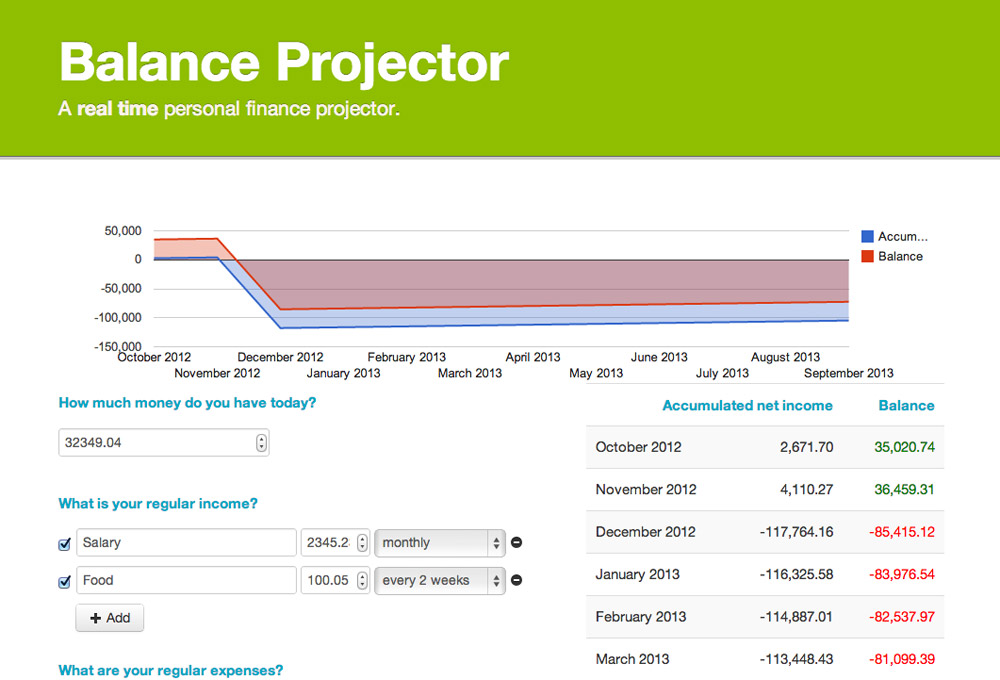 Balance Projector
A real time personal finance projector.
50,000
0
-50,000
-100,000
-150,000
Accum...
Balance
October 2012 December 2012 February 2013 April 2013 June 2013 August 2013
November 2012 January 2013 March 2013 May 2013 July 2013 September 2013
How much money do you have today?
32349.04
What is your regular income?
Salary 2345.2 monthly
Food 100.05 every 2 weeks
+ Add
What are your regular expenses?
Accumulated net income Balance
October 2012 2,671.70 35,020.74
November 2012 4,110.27 36,459.31
December 2012 -117,764.16 -85,415.12
January 2013 -116,325.58 -83,976.54
February 2013 -114,887.01 -82,537.97
March 2013 -113,448.43 -81,099.39